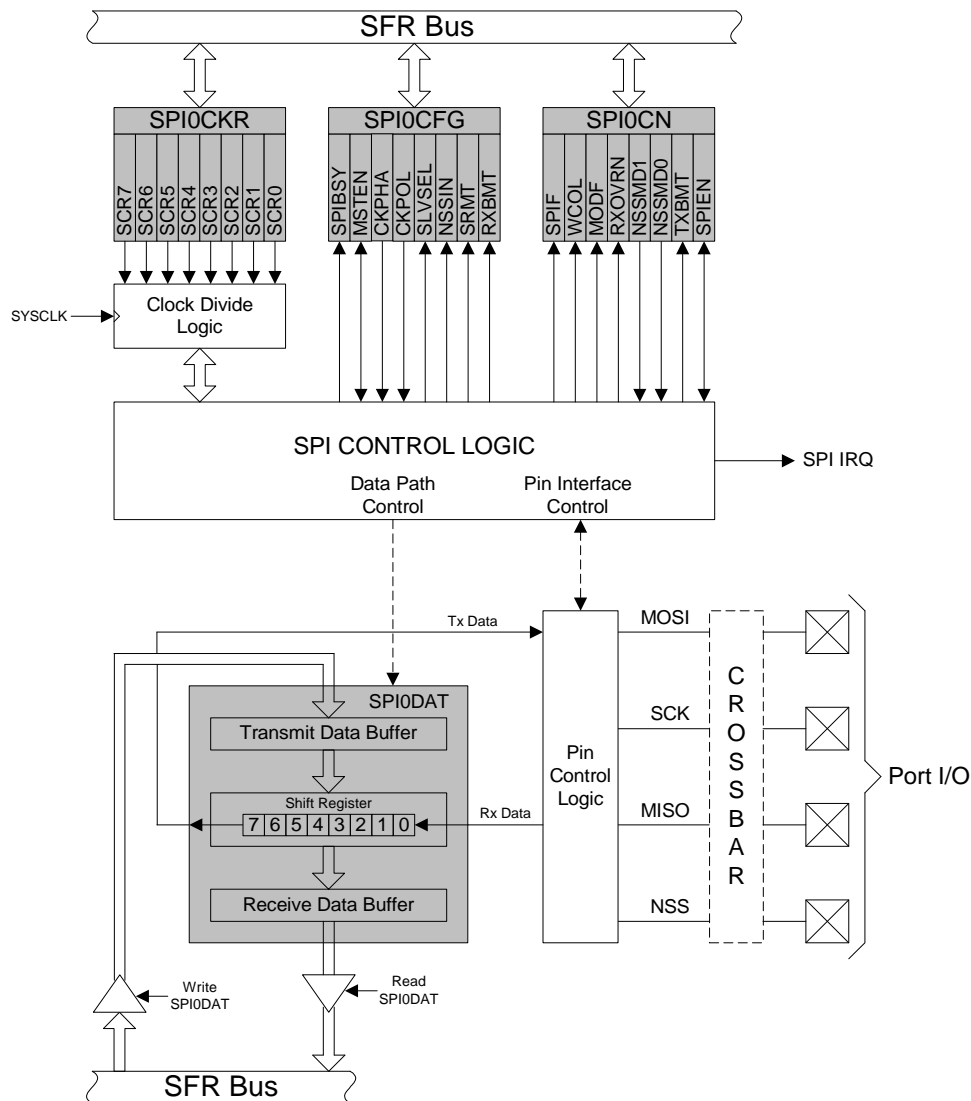 SFR Bus
SPI0CKR
SCR7
SCR6
SCR5
SCR4
SCR3
SCR2
SCR1
SCR0
SPI0CFG
SPIBSY
MSTEN
CKPHA
CKPOL
SLVSEL
NSSIN
SRMT
RXBMT
SPI0CN
SPIF
WCOL
MODF
RXOVRN
NSSMD1
NSSMD0
TXBMT
SPIEN
SYSCLK
Clock Divide
Logic
SPI CONTROL LOGIC
Data Path
Control
Pin Interface
Control
SPI IRQ
Tx Data
SPI0DAT
Transmit Data Buffer
Shift Register
7 6 5 4 3 2 1 0
Rx Data
Receive Data Buffer
Pin
Control
Logic
MOSI
SCK
MISO
NSS
CROSSBAR
Port I/O
Write
SPI0DAT
Read
SPI0DAT
SFR Bus